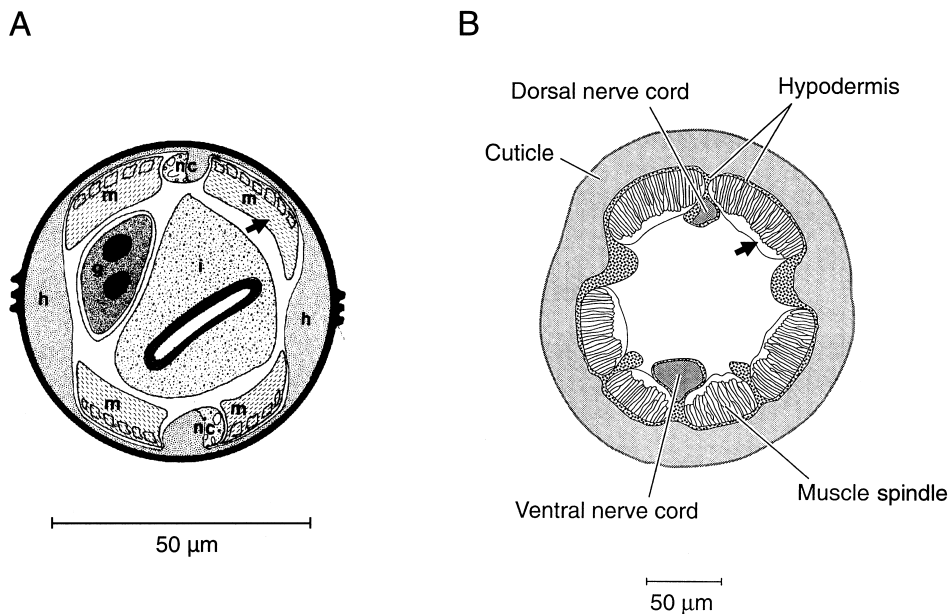 A
B
Dorsal nerve cord
Hypodermis
Cuticle
nc
m
m
g
i
h
h
m
m
nc
Ventral nerve cord
Muscle spindle
50 µm
50 µm